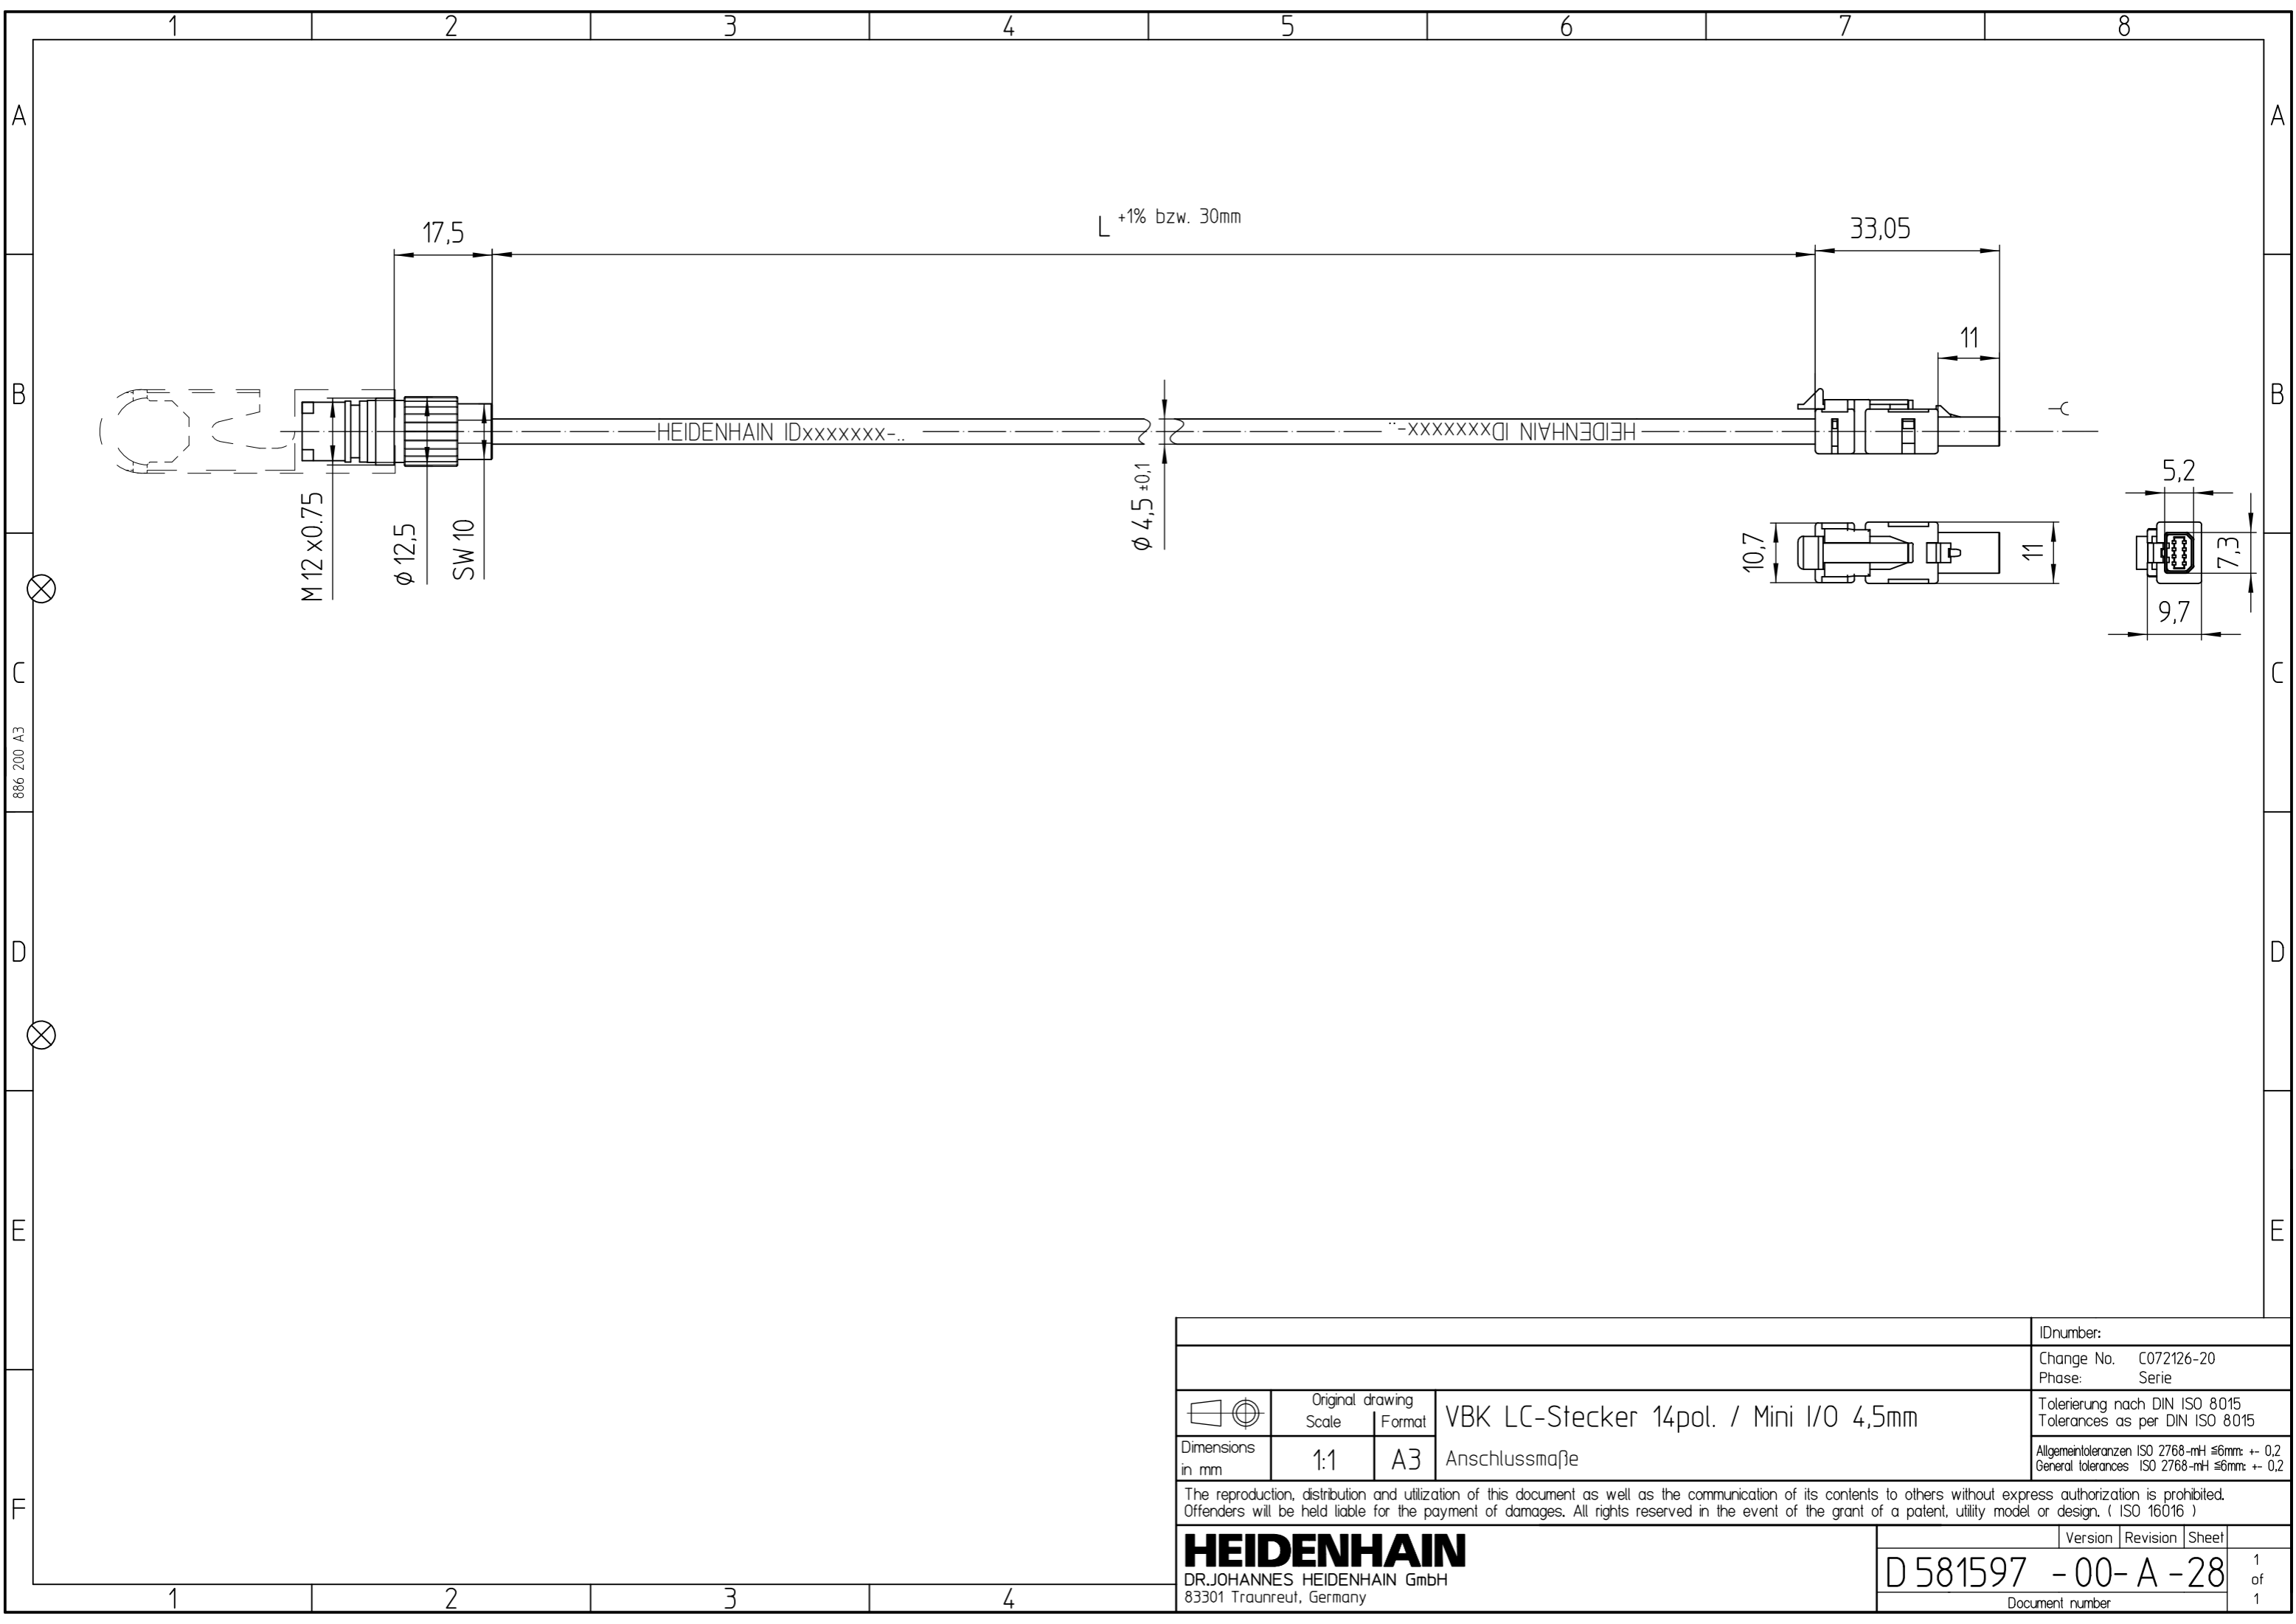 1 2 3 4 5 6 7 8
A A
17,5
L +1% bzw. 30mm
33,05
11
B B
HEIDENHAIN IDxxxxxxx-..
HEIDENHAIN IDxxxxxxx-..
M 12 x0.75
ϕ 12,5
SW 10
ϕ 4,5 ±0,1
10,7
11
5,2
7,3
9,7
C C
886 200 A3
D D
E E
F
IDnumber:
Change No. C072126-20
Phase: Serie
Original drawing
Scale Format
Dimensions
in mm
1:1 A3
VBK LC-Stecker 14pol. / Mini I/O 4,5mm
Anschlussmaße
Tolerierung nach DIN ISO 8015
Tolerances as per DIN ISO 8015
Allgemeintoleranzen ISO 2768-mH ≤6mm: +- 0,2
General tolerances ISO 2768-mH ≤6mm: +- 0,2
The reproduction, distribution and utilization of this document as well as the communication of its contents to others without express authorization is prohibited.
Offenders will be held liable for the payment of damages. All rights reserved in the event of the grant of a patent, utility model or design. ( ISO 16016 )
HEIDENHAIN
DR.JOHANNES HEIDENHAIN GmbH
83301 Traunreut, Germany
Version Revision Sheet
D 581597 - 00 - A - 28
1
of
1
Document number
1 2 3 4